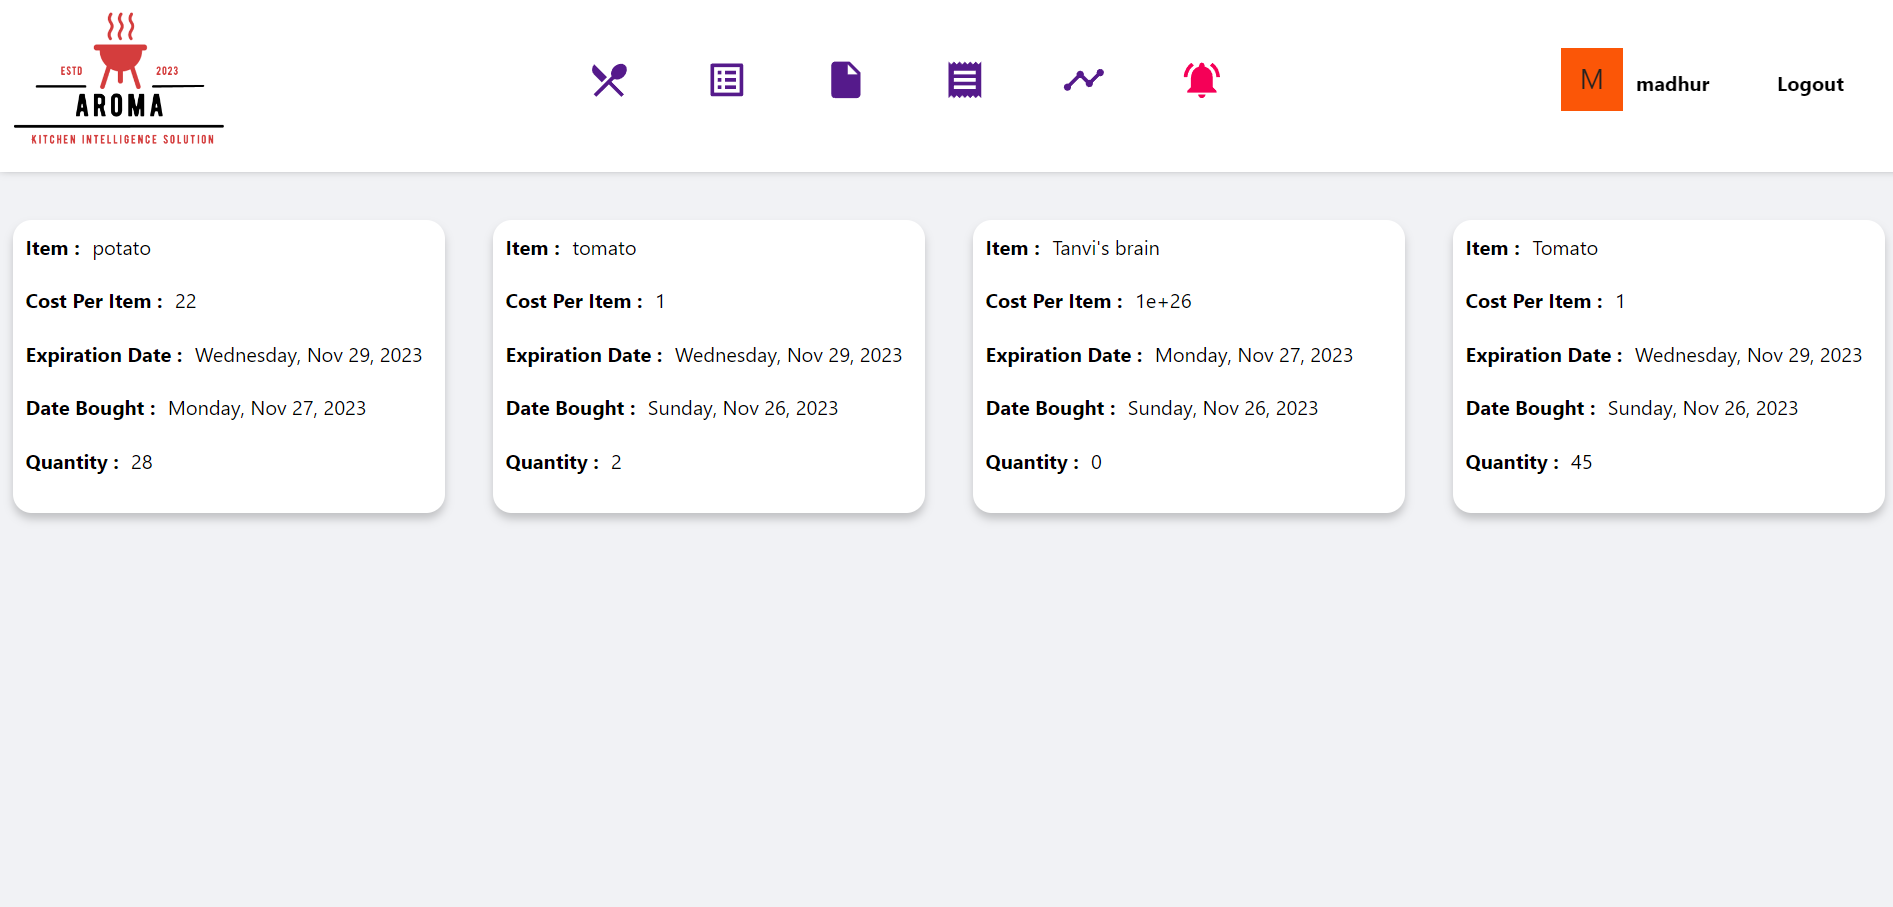 ESTD 2023
AROMA
KITCHEN INTELLIGENCE SOLUTION
M madhur Logout
Item : potato
Cost Per Item : 22
Expiration Date : Wednesday, Nov 29, 2023
Date Bought : Monday, Nov 27, 2023
Quantity : 28
Item : tomato
Cost Per Item : 1
Expiration Date : Wednesday, Nov 29, 2023
Date Bought : Sunday, Nov 26, 2023
Quantity : 2
Item : Tanvi's brain
Cost Per Item : 1e+26
Expiration Date : Monday, Nov 27, 2023
Date Bought : Sunday, Nov 26, 2023
Quantity : 0
Item : Tomato
Cost Per Item : 1
Expiration Date : Wednesday, Nov 29, 2023
Date Bought : Sunday, Nov 26, 2023
Quantity : 45